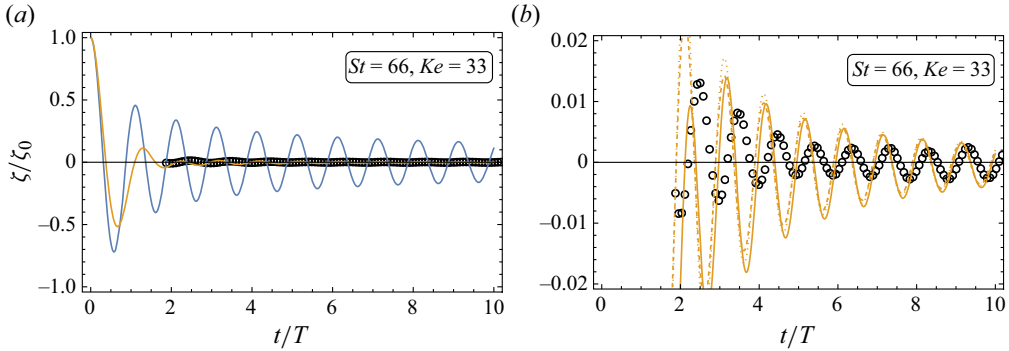 (a)
1.0
0.5
0
–0.5
–1.0
ζ/ζ0
St = 66, Ke = 33
0 2 4 6 8 10
t/T
(b)
0.02
0.01
0
–0.01
–0.02
St = 66, Ke = 33
0 2 4 6 8 10
t/T